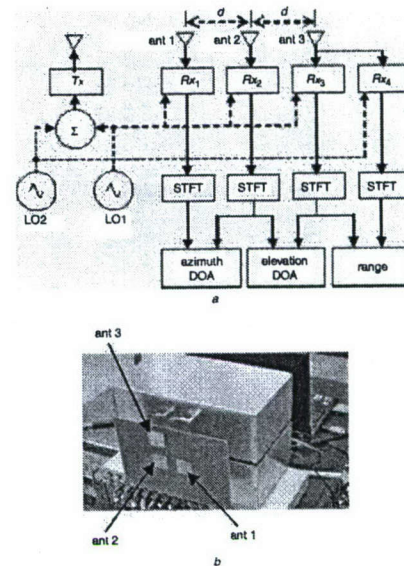 d d
ant 1 ant 2 ant 3
Tx Rx1 Rx2 Rx3 Rx4
Σ
STFT STFT STFT STFT
LO2 LO1
azimuth DOA elevation DOA range
a
ant 3
ant 2 ant 1
b